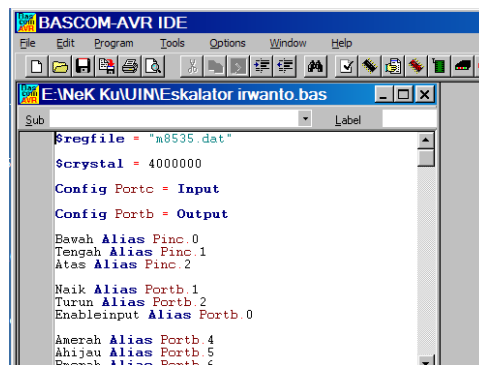 BASCOM-AVR IDE
File Edit Program Tools Options Window Help
E:\NeK Ku\UIN\Eskalator irwanto.bas
Sub Label
$regfile = "m8535.dat"
$crystal = 4000000
Config Portc = Input
Config Portb = Output
Bawah Alias Pinc.0
Tengah Alias Pinc.1
Atas Alias Pinc.2
Naik Alias Portb.1
Turun Alias Portb.2
Enableinput Alias Portb.0
Amerah Alias Portb.4
Ahijau Alias Portb.5
Alias Portb.6